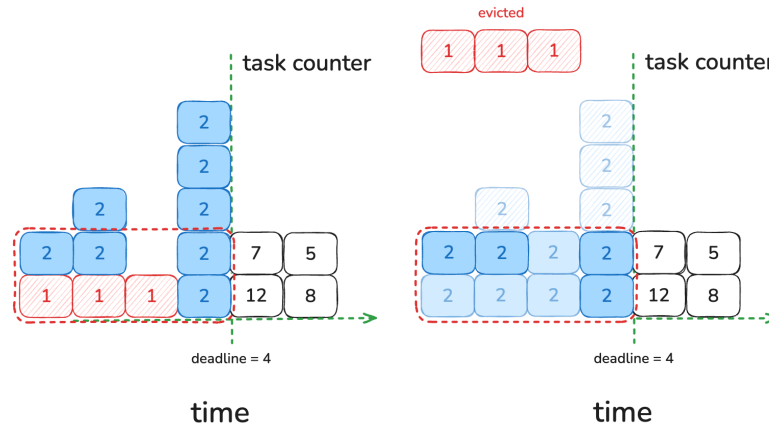 evicted
1 1 1
task counter
task counter
2 2
2 2
2 2 2 2
2 2 2 7 5 2 2 2 2 7 5
1 1 1 2 12 8 2 2 2 2 12 8
deadline = 4 deadline = 4
time time